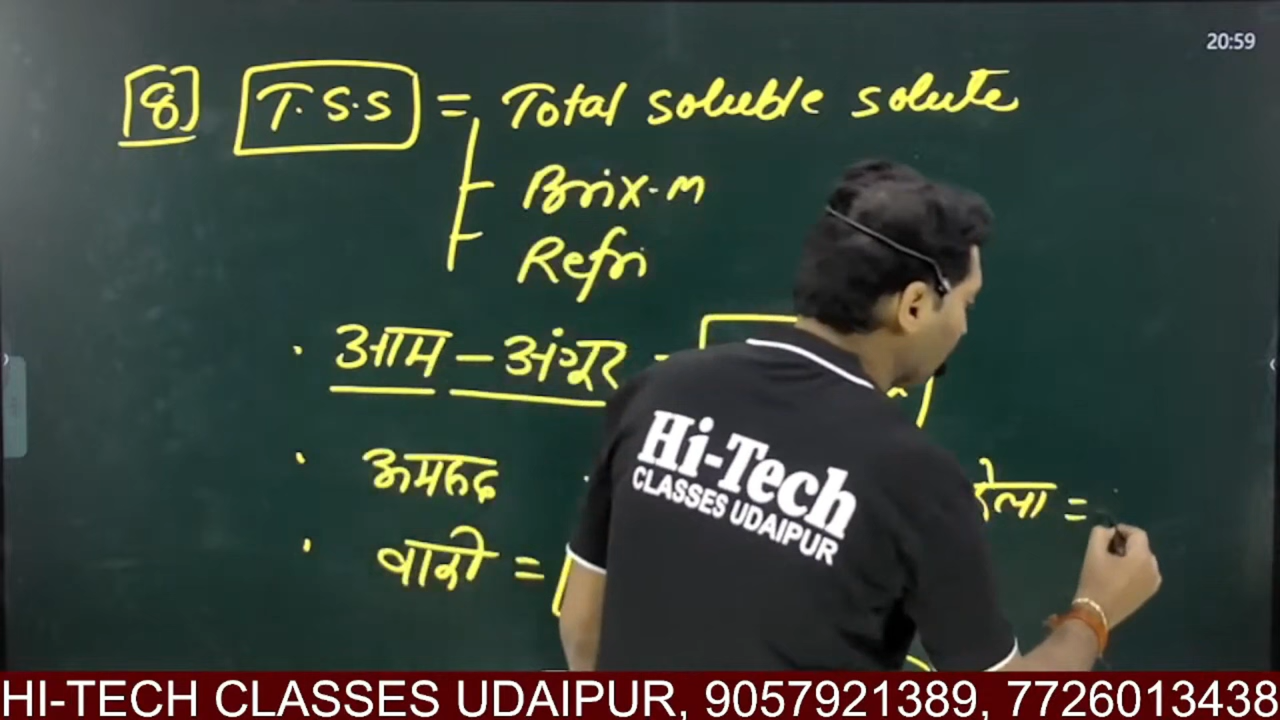 20:59
[8] T.S.S = Total soluble solute
Brix-m
Refri
· आम - अंगूर -
· अमरुद
· वारी =
=
Hi-Tech
CLASSES UDAIPUR
HI-TECH CLASSES UDAIPUR, 9057921389, 7726013438